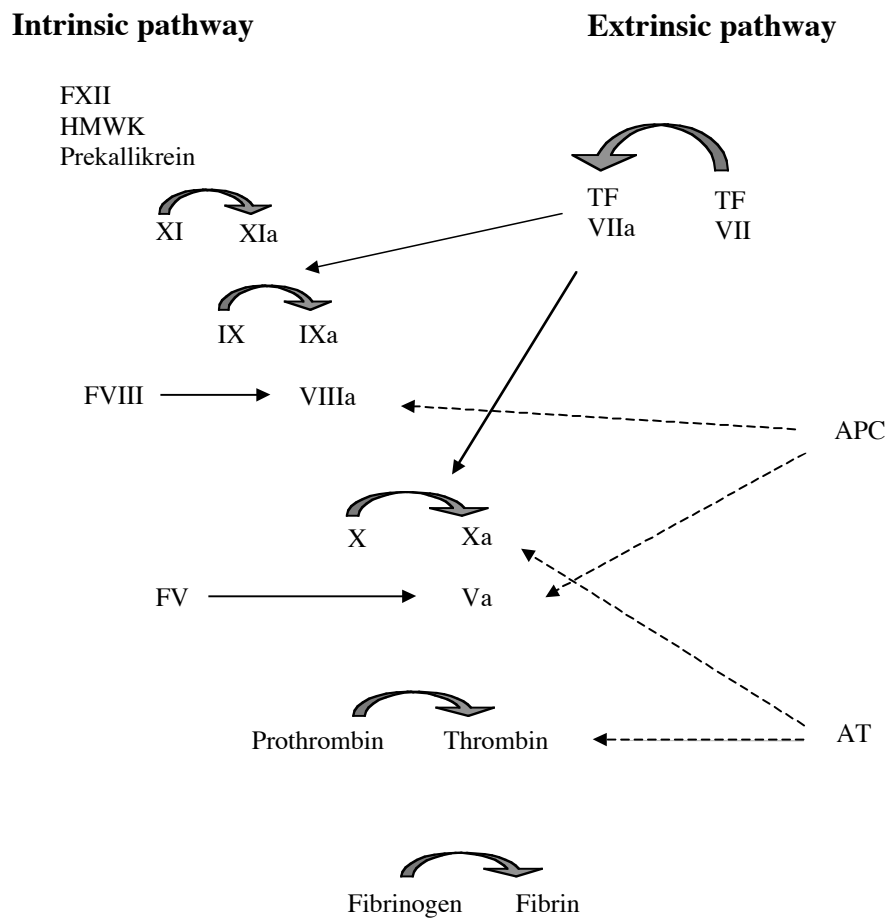 Intrinsic pathway
Extrinsic pathway
FXII
HMWK
Prekallikrein
TF
VIIa
TF
VII
XI
XIa
IX
IXa
FVIII
VIIIa
APC
X
Xa
FV
Va
Prothrombin
Thrombin
AT
Fibrinogen
Fibrin